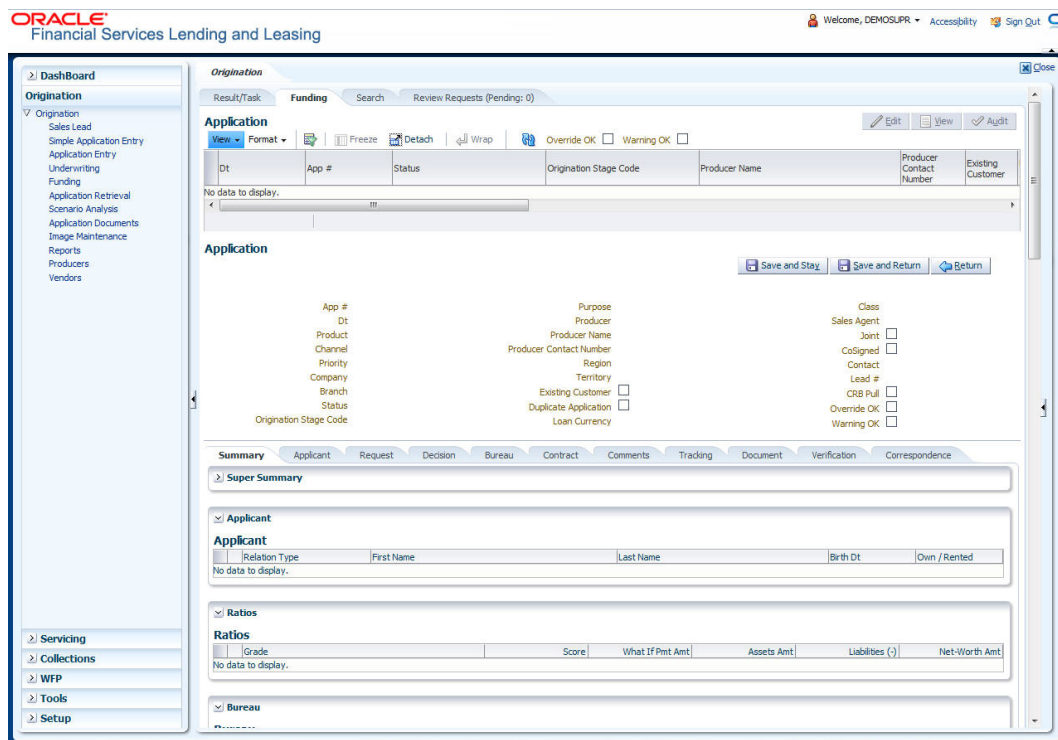 ORACLE
Financial Services Lending and Leasing
Welcome, DEMOSUPR
Accessibility
Sign Out
Close
DashBoard
Origination
Origination
Sales Lead
Simple Application Entry
Application Entry
Underwriting
Funding
Application Retrieval
Scenario Analysis
Application Documents
Image Maintenance
Reports
Producers
Vendors
Servicing
Collections
WFP
Tools
Setup
Origination
Result/Task Funding Search Review Requests (Pending: 0)
Application
Edit View Audit
View Format Freeze Detach Wrap Override OK Warning OK
Dt App # Status Origination Stage Code Producer Name Producer Contact Number Existing Customer
No data to display.
Application
Save and Stay Save and Return Return
App # Purpose Class
Dt Producer Sales Agent
Product Producer Name Joint
Channel Producer Contact Number CoSigned
Priority Region Contact
Company Territory Lead #
Branch Existing Customer CRB Pull
Status Duplicate Application Override OK
Origination Stage Code Loan Currency Warning OK
Summary Applicant Request Decision Bureau Contract Comments Tracking Document Verification Correspondence
Super Summary
Applicant
Applicant
Relation Type First Name Last Name Birth Dt Own / Rented
No data to display.
Ratios
Ratios
Grade Score What If Pmt Amt Assets Amt Liabilities (-) Net-Worth Amt
No data to display.
Bureau